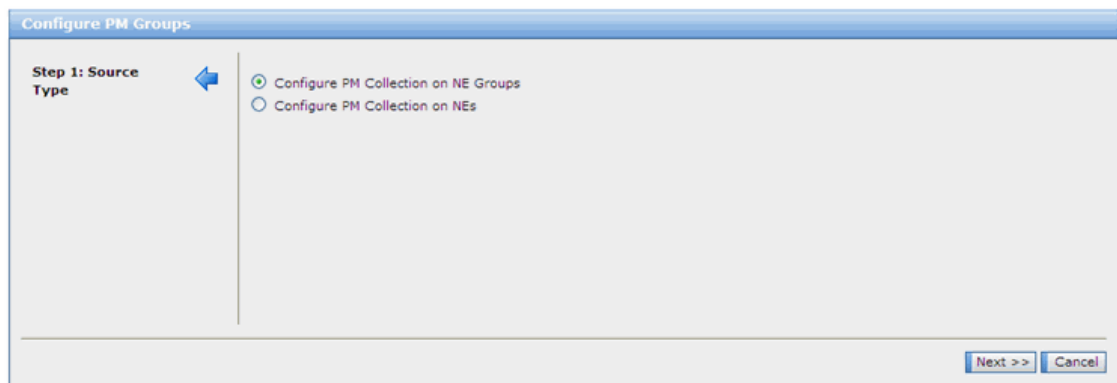 Configure PM Groups
Step 1: Source
Type
Configure PM Collection on NE Groups
Configure PM Collection on NEs
Next >> Cancel